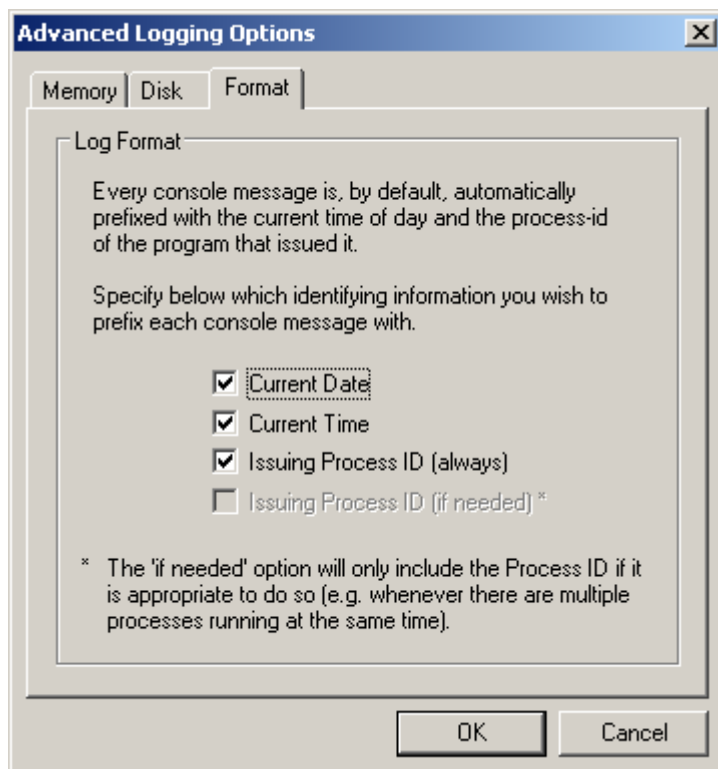 Advanced Logging Options
Memory Disk Format
Log Format
Every console message is, by default, automatically
prefixed with the current time of day and the process-id
of the program that issued it.
Specify below which identifying information you wish to
prefix each console message with.
Current Date
Current Time
Issuing Process ID (always)
Issuing Process ID (if needed) *
* The 'if needed' option will only include the Process ID if it
is appropriate to do so (e.g. whenever there are multiple
processes running at the same time).
OK Cancel